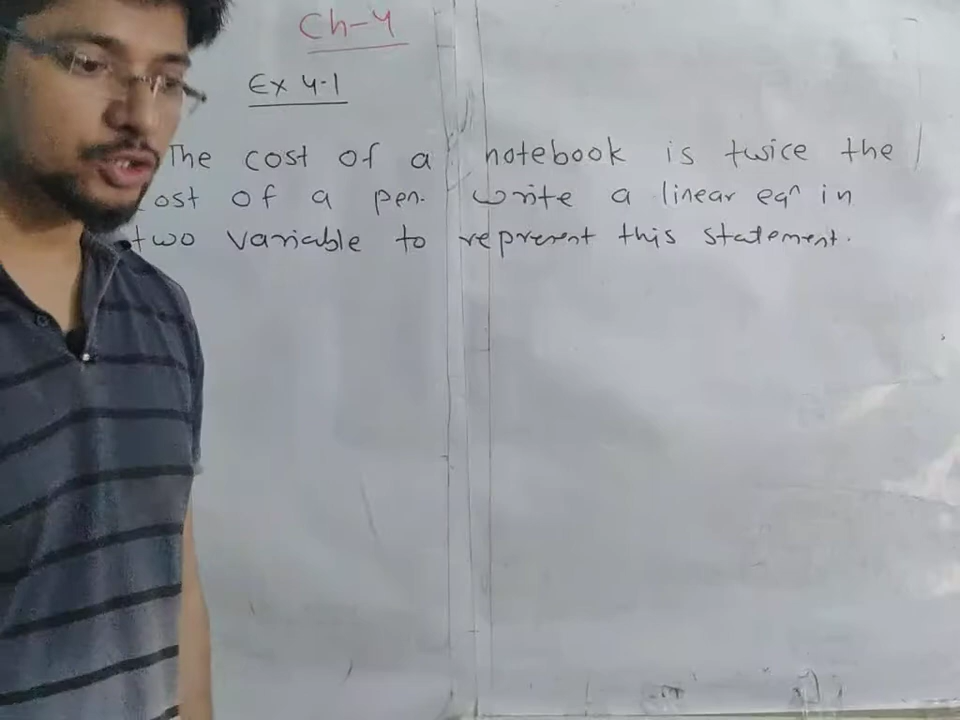 Ch-4
Ex 4.1
The cost of a notebook is twice the
cost of a pen. write a linear eqⁿ in
two variable to represent this statement.